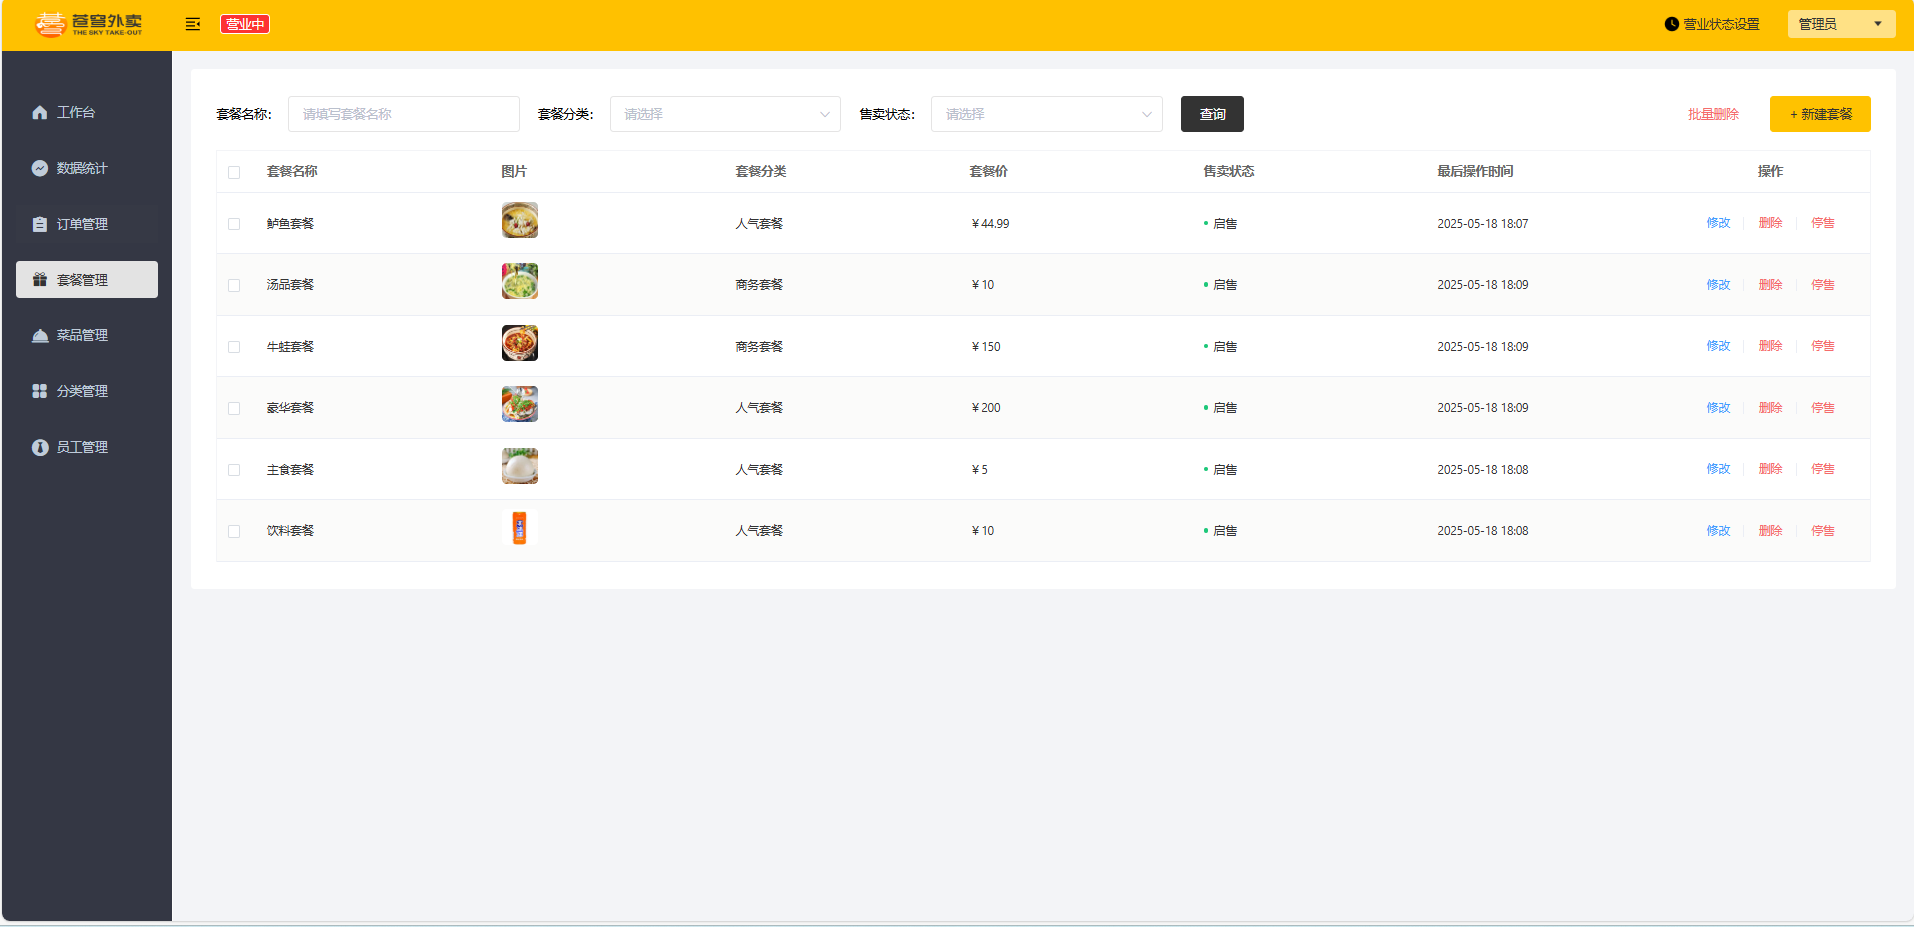 苍穹外卖
THE SKY TAKE-OUT
营业中
营业状态设置
管理员
工作台
数据统计
订单管理
套餐管理
菜品管理
分类管理
员工管理
套餐名称: 请填写套餐名称 套餐分类: 请选择 售卖状态: 请选择 查询 批量删除 + 新建套餐
套餐名称 图片 套餐分类 套餐价 售卖状态 最后操作时间 操作
鲈鱼套餐 人气套餐 ¥44.99 启售 2025-05-18 18:07 修改 删除 停售
汤品套餐 商务套餐 ¥10 启售 2025-05-18 18:09 修改 删除 停售
牛蛙套餐 商务套餐 ¥150 启售 2025-05-18 18:09 修改 删除 停售
豪华套餐 人气套餐 ¥200 启售 2025-05-18 18:09 修改 删除 停售
主食套餐 人气套餐 ¥5 启售 2025-05-18 18:08 修改 删除 停售
饮料套餐 人气套餐 ¥10 启售 2025-05-18 18:08 修改 删除 停售